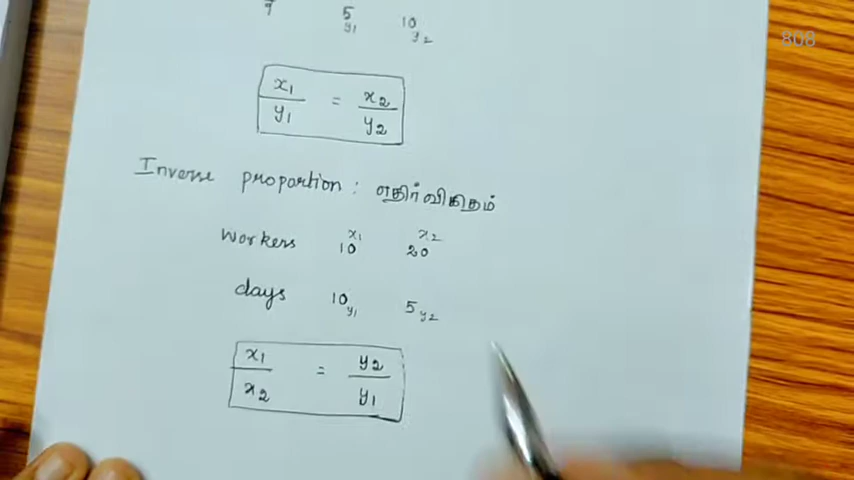 808
5 10
y1 y2
x1 = x2
y1 y2
Inverse proportion : எதிர்விகிதம்
x1 x2
Workers 10 20
days 10 y1 5 y2
x1 = y2
x2 y1